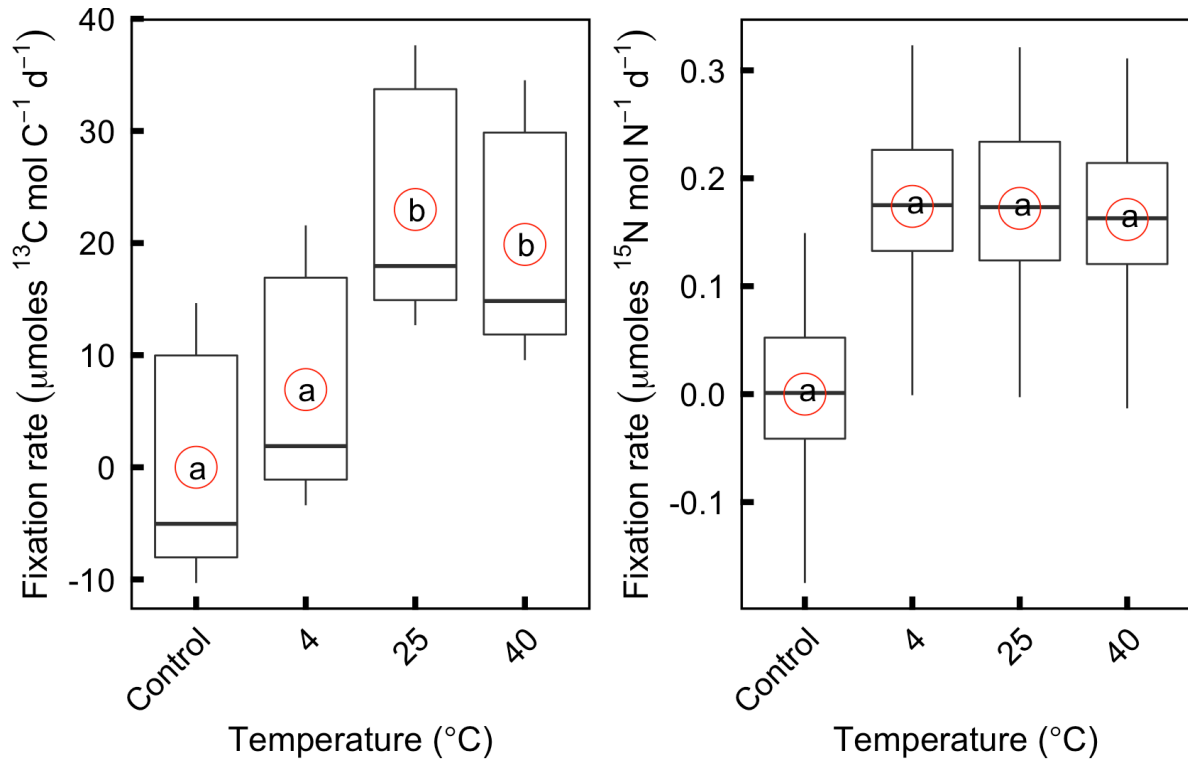 Fixation rate (μmoles ¹³C mol C⁻¹ d⁻¹)
40
30
20
10
0
-10
a
a
b
b
Control
4
25
40
Temperature (°C)
Fixation rate (μmoles ¹⁵N mol N⁻¹ d⁻¹)
0.3
0.2
0.1
0.0
-0.1
a
a
a
a
Control
4
25
40
Temperature (°C)